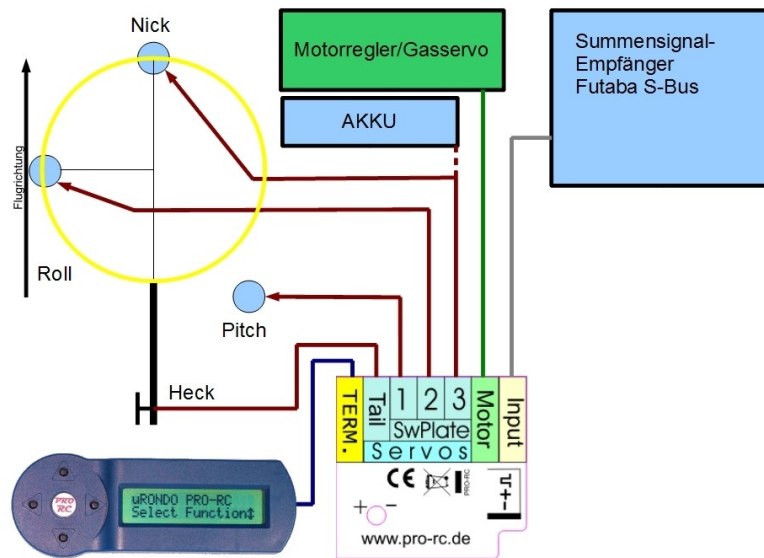 Nick
Motorregler/Gasservo
Summensignal-
Empfänger
Futaba S-Bus
AKKU
Flugrichtung
Roll
Pitch
Heck
TERM.
Tail
1
2
3
SwPlate
Servos
Motor
Input
PRO
RC
uRONDO PRO-RC
Select Function
CE
PRO-RC
+
-
+-
www.pro-rc.de